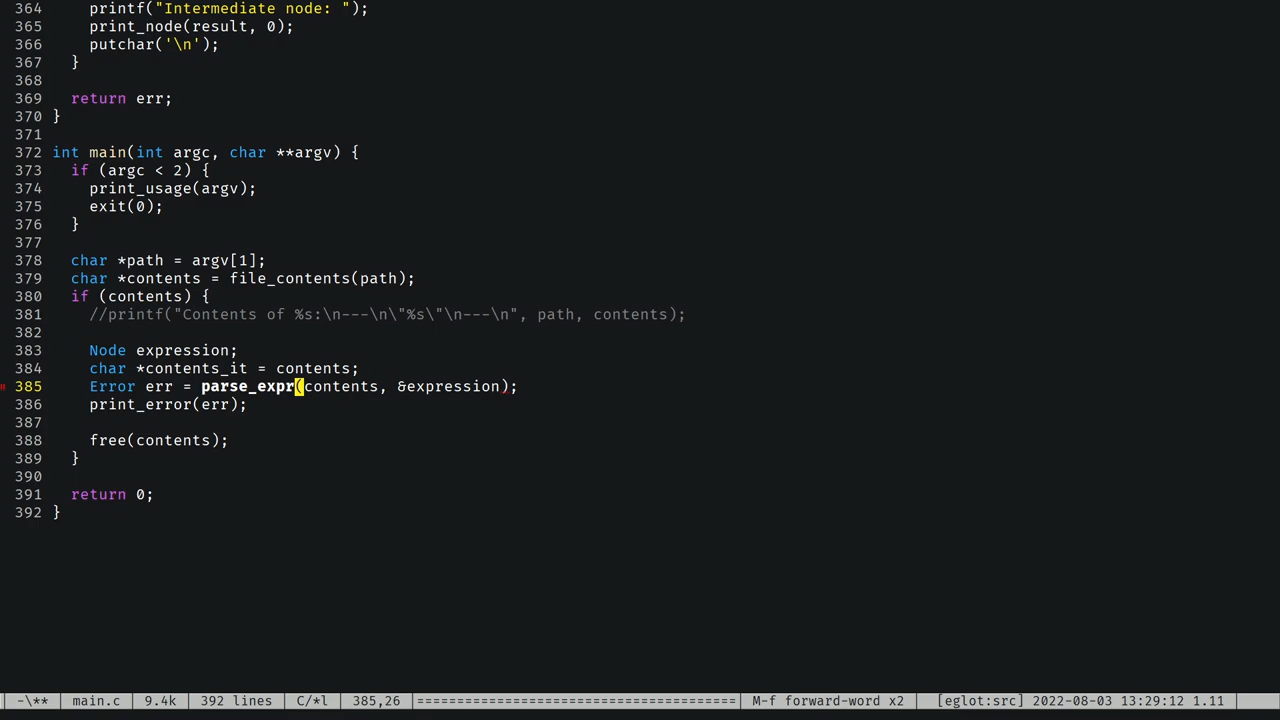 364     printf("Intermediate node: ");
365     print_node(result, 0);
366     putchar('\n');
367   }
368
369   return err;
370 }
371
372 int main(int argc, char **argv) {
373   if (argc < 2) {
374     print_usage(argv);
375     exit(0);
376   }
377
378   char *path = argv[1];
379   char *contents = file_contents(path);
380   if (contents) {
381     //printf("Contents of %s:\n---\n\"%s\"\n---\n", path, contents);
382
383     Node expression;
384     char *contents_it = contents;
385     Error err = parse_expr(contents, &expression);
386     print_error(err);
387
388     free(contents);
389   }
390
391   return 0;
392 }
-\** main.c 9.4k 392 lines C/*l 385,26 =================================== M-f forward-word x2 [eglot:src] 2022-08-03 13:29:12 1.11